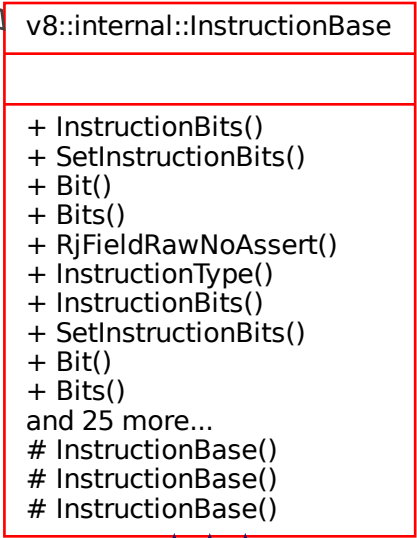 v8::internal::InstructionBase
+ InstructionBits()
+ SetInstructionBits()
+ Bit()
+ Bits()
+ RjFieldRawNoAssert()
+ InstructionType()
+ InstructionBits()
+ SetInstructionBits()
+ Bit()
+ Bits()
and 25 more...
# InstructionBase()
# InstructionBase()
# InstructionBase()